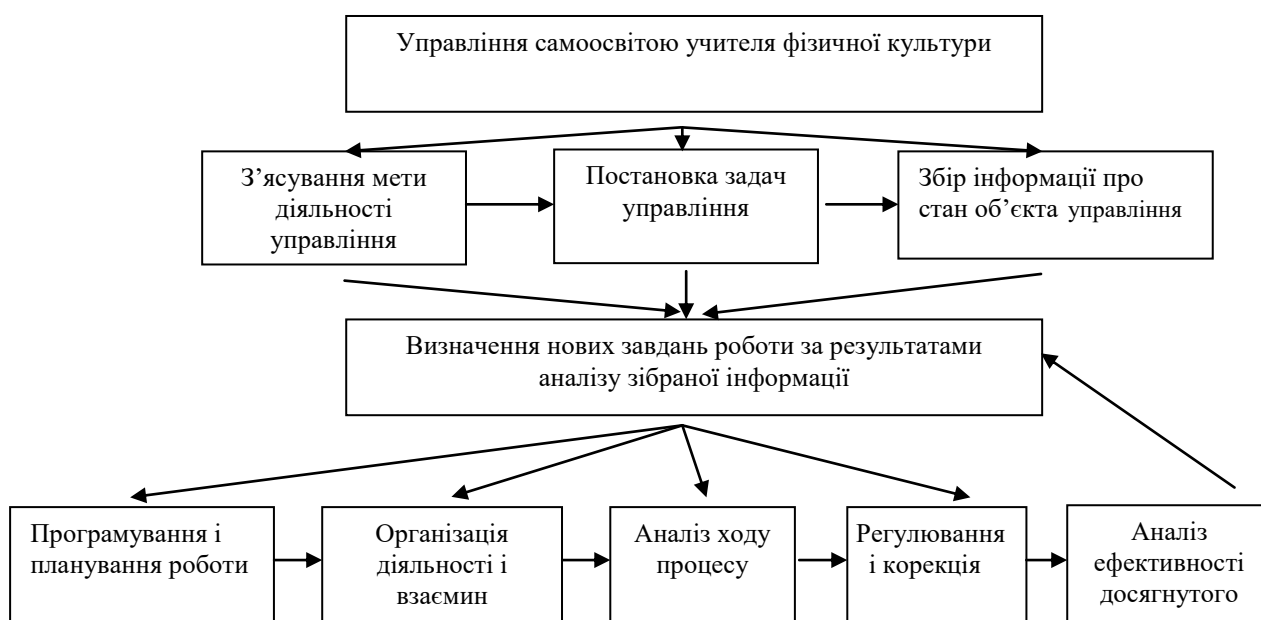 Управління самоосвітою учителя фізичної культури
З’ясування мети
діяльності
управління
Постановка задач
управління
Збір інформації про
стан об’єкта управління
Визначення нових завдань роботи за результатами
аналізу зібраної інформації
Програмування і
планування роботи
Організація
діяльності і
взаємин
Аналіз ходу
процесу
Регулювання
і корекція
Аналіз
ефективності
досягнутого